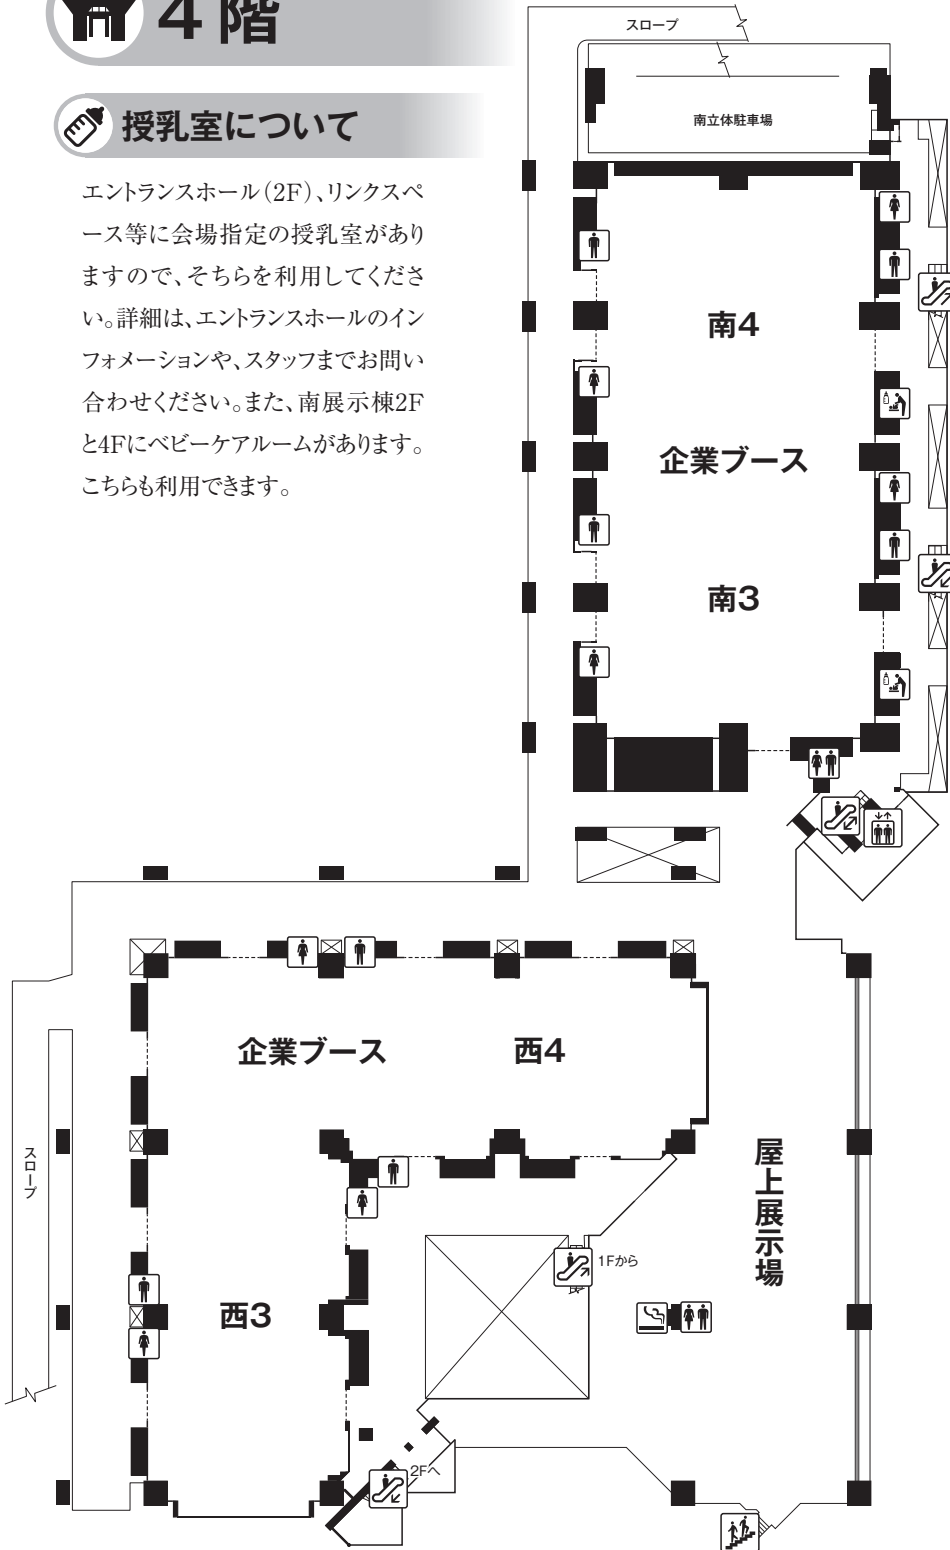 4階
授乳室について
エントランスホール（2F）、リンクスペ
ース等に会場指定の授乳室があり
ますので、そちらを利用してくださ
い。詳細は、エントランスホールのイン
フォメーションや、スタッフまでお問い
合わせください。また、南展示棟2F
と4Fにベビーケアルームがあります。
こちらも利用できます。
スロープ
南立体駐車場
南4
企業ブース
南3
企業ブース
西4
スロープ
屋上展示場
1Fから
西3
2Fへ